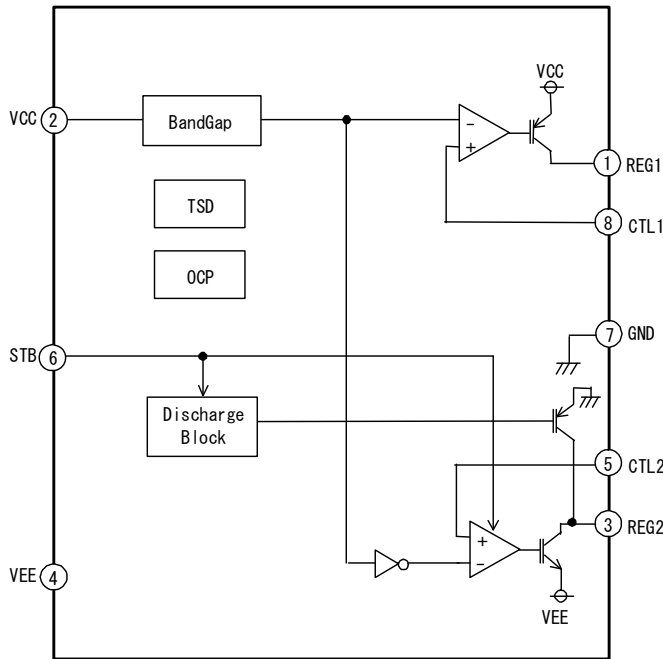 VCC
VCC 2 BandGap
- +
1 REG1
TSD
8 CTL1
OCP
7 GND
STB 6
Discharge
Block
5 CTL2
3 REG2
+ -
VEE 4
VEE